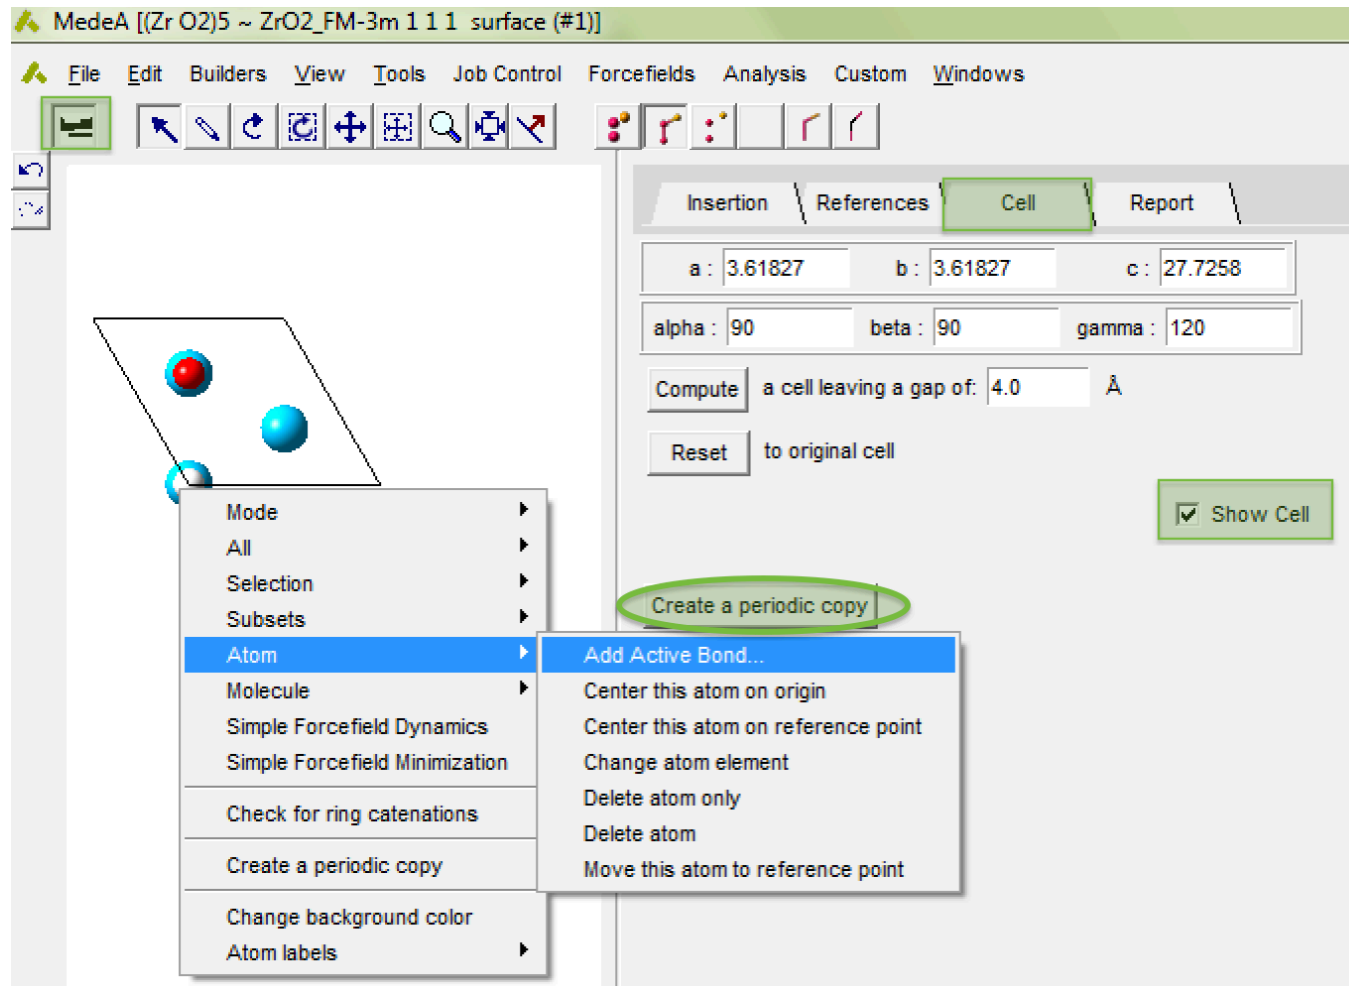 MedeA [(Zr O2)5 ~ ZrO2_FM-3m 1 1 1 surface (#1)]
File Edit Builders View Tools Job Control Forcefields Analysis Custom Windows
Insertion References Cell Report
a : 3.61827 b : 3.61827 c : 27.7258
alpha : 90 beta : 90 gamma : 120
Compute a cell leaving a gap of: 4.0 Å
Reset to original cell
Show Cell
Create a periodic copy
Mode
All
Selection
Subsets
Atom
Molecule
Simple Forcefield Dynamics
Simple Forcefield Minimization
Check for ring catenations
Create a periodic copy
Change background color
Atom labels
Add Active Bond...
Center this atom on origin
Center this atom on reference point
Change atom element
Delete atom only
Delete atom
Move this atom to reference point